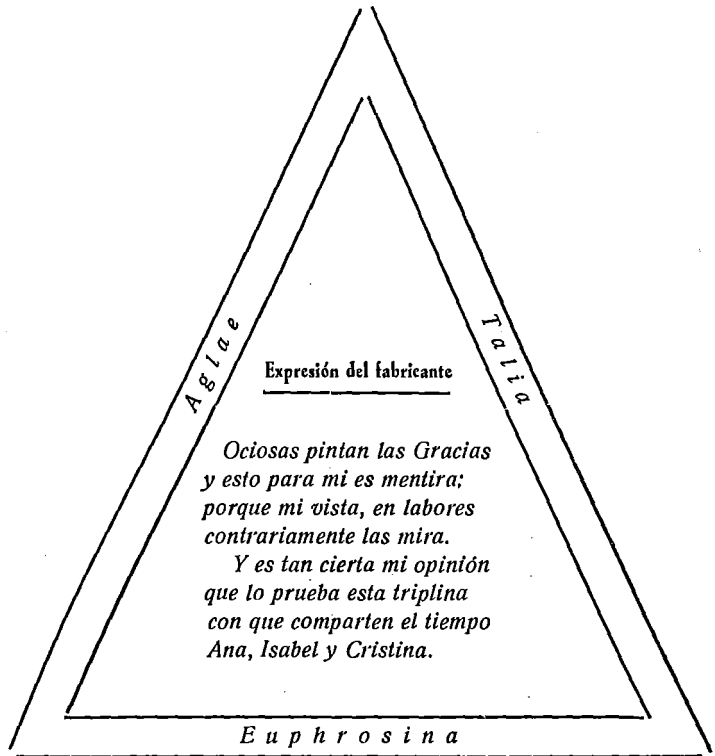 Aglae
Talia
Expresión del fabricante
Ociosas pintan las Gracias
y esto para mi es mentira;
porque mi vista, en labores
contrariamente las mira.
Y es tan cierta mi opinión
que lo prueba esta triplina
con que comparten el tiempo
Ana, Isabel y Cristina.
Euphrosina